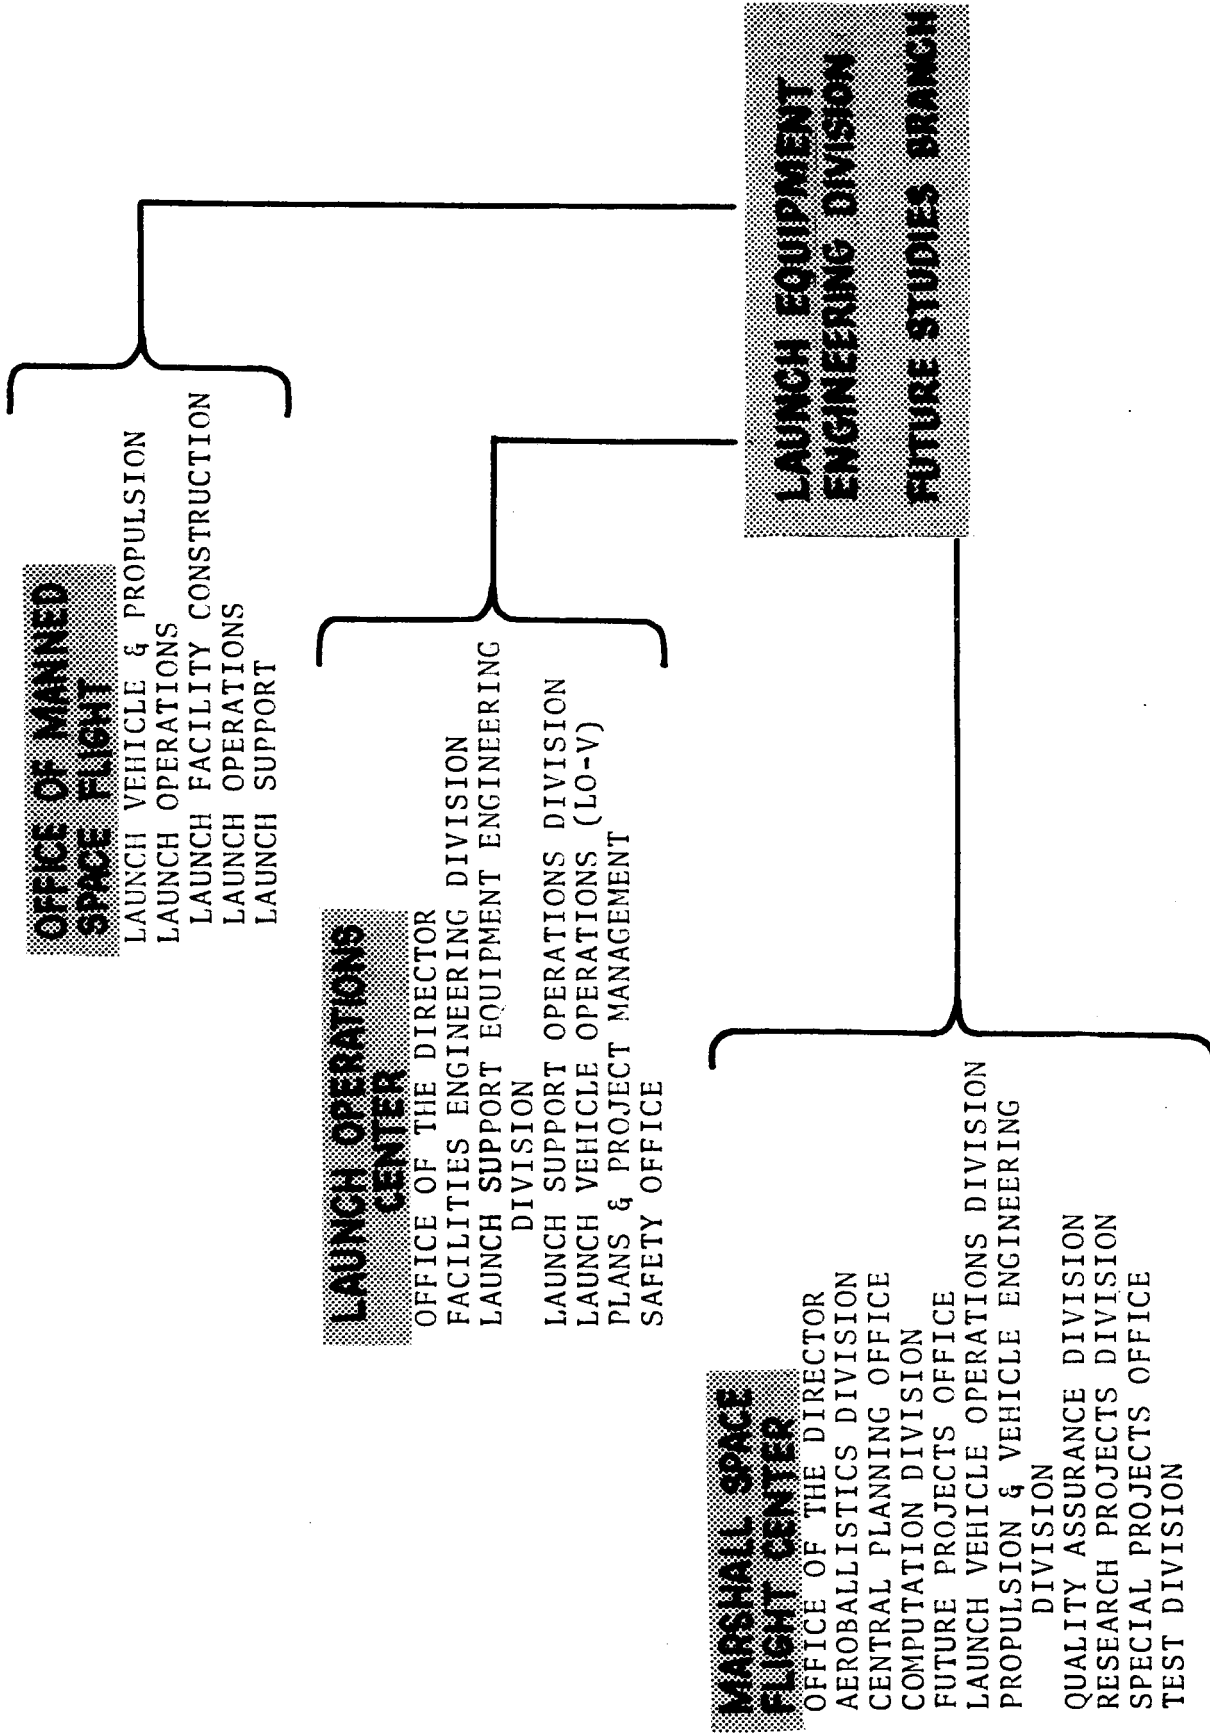 OFFICE OF MANNED
SPACE FLIGHT
LAUNCH VEHICLE & PROPULSION
LAUNCH OPERATIONS
LAUNCH FACILITY CONSTRUCTION
LAUNCH OPERATIONS
LAUNCH SUPPORT
LAUNCH OPERATIONS
CENTER
OFFICE OF THE DIRECTOR
FACILITIES ENGINEERING DIVISION
LAUNCH SUPPORT EQUIPMENT ENGINEERING
DIVISION
LAUNCH SUPPORT OPERATIONS DIVISION
LAUNCH VEHICLE OPERATIONS (LO-V)
PLANS & PROJECT MANAGEMENT
SAFETY OFFICE
MARSHALL SPACE
FLIGHT CENTER
OFFICE OF THE DIRECTOR
AEROBALLISTICS DIVISION
CENTRAL PLANNING OFFICE
COMPUTATION DIVISION
FUTURE PROJECTS OFFICE
LAUNCH VEHICLE OPERATIONS DIVISION
PROPULSION & VEHICLE ENGINEERING
DIVISION
QUALITY ASSURANCE DIVISION
RESEARCH PROJECTS DIVISION
SPECIAL PROJECTS OFFICE
TEST DIVISION
LAUNCH EQUIPMENT
ENGINEERING DIVISION
FUTURE STUDIES BRANCH